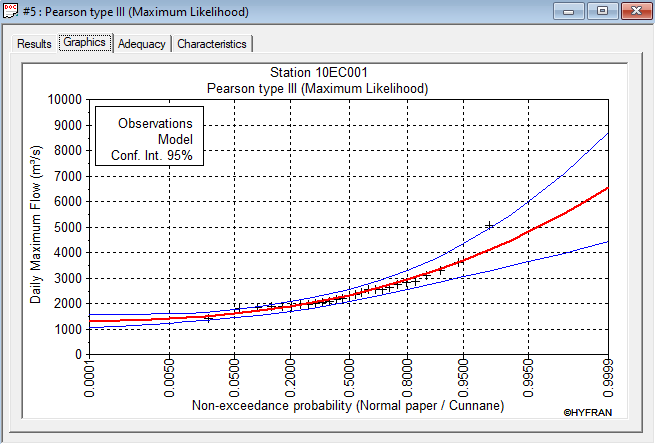 #5 : Pearson type III (Maximum Likelihood)
Results Graphics Adequacy Characteristics
Station 10EC001
Pearson type III (Maximum Likelihood)
Observations
Model
Conf. Int. 95%
Daily Maximum Flow (m³/s)
10000
9000
8000
7000
6000
5000
4000
3000
2000
1000
0
0.0001 0.0050 0.0500 0.2000 0.5000 0.8000 0.9500 0.9950 0.9999
Non-exceedance probability (Normal paper / Cunnane)
©HYFRAN